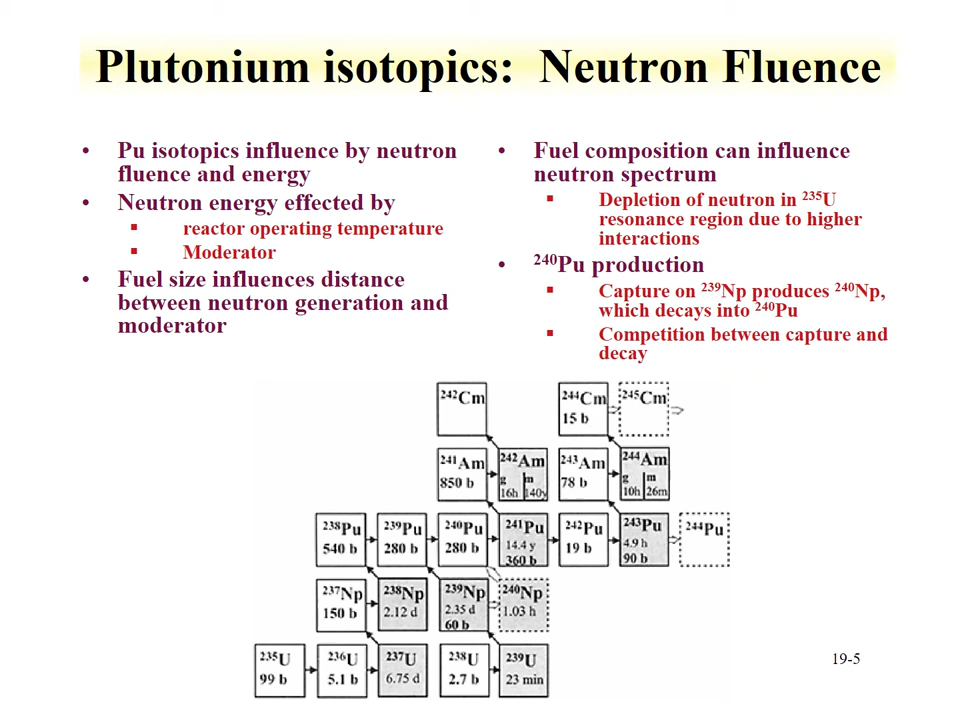 Plutonium isotopics: Neutron Fluence
• Pu isotopics influence by neutron
fluence and energy
• Neutron energy effected by
▪ reactor operating temperature
▪ Moderator
• Fuel size influences distance
between neutron generation and
moderator
• Fuel composition can influence
neutron spectrum
▪ Depletion of neutron in ²³⁵U
resonance region due to higher
interactions
• ²⁴⁰Pu production
▪ Capture on ²³⁹Np produces ²⁴⁰Np,
which decays into ²⁴⁰Pu
▪ Competition between capture and
decay
²⁴²Cm
²⁴⁴Cm
15 b
²⁴⁵Cm
²⁴¹Am
850 b
²⁴²Am
g m
16h 140y
²⁴³Am
78 b
²⁴⁴Am
g m
10h 26m
²³⁸Pu
540 b
²³⁹Pu
280 b
²⁴⁰Pu
280 b
²⁴¹Pu
14.4 y
360 b
²⁴²Pu
19 b
²⁴³Pu
4.9 h
90 b
²⁴⁴Pu
²³⁷Np
150 b
²³⁸Np
2.12 d
²³⁹Np
2.35 d
60 b
²⁴⁰Np
1.03 h
²³⁵U
99 b
²³⁶U
5.1 b
²³⁷U
6.75 d
²³⁸U
2.7 b
²³⁹U
23 min
19-5